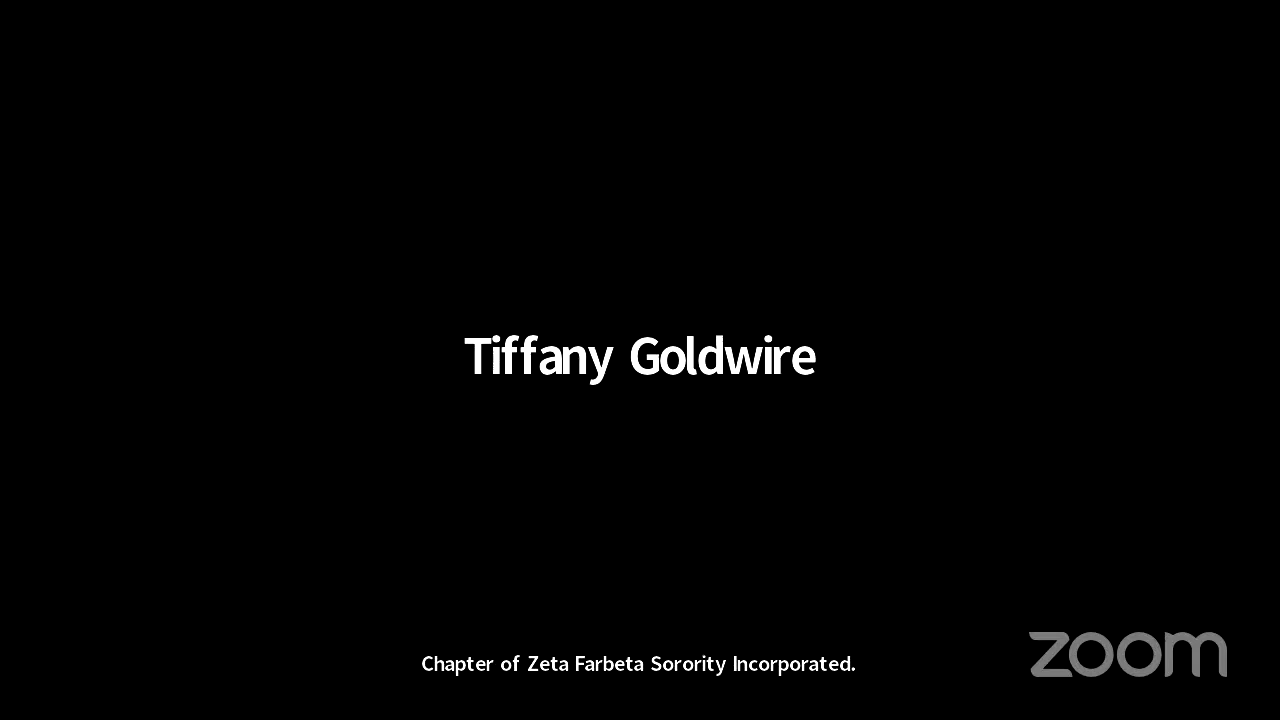 Tiffany Goldwire
Chapter of Zeta Farbeta Sorority Incorporated.
zoom